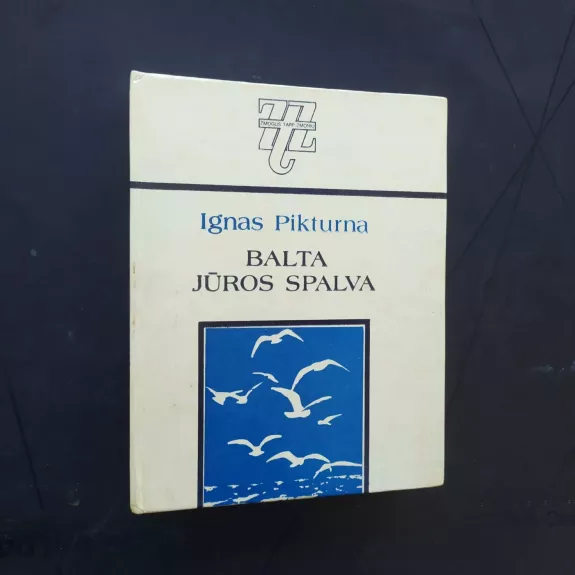 ŽMOGUS TARP ŽMONIŲ
Ignas Pikturna
BALTA
JŪROS SPALVA